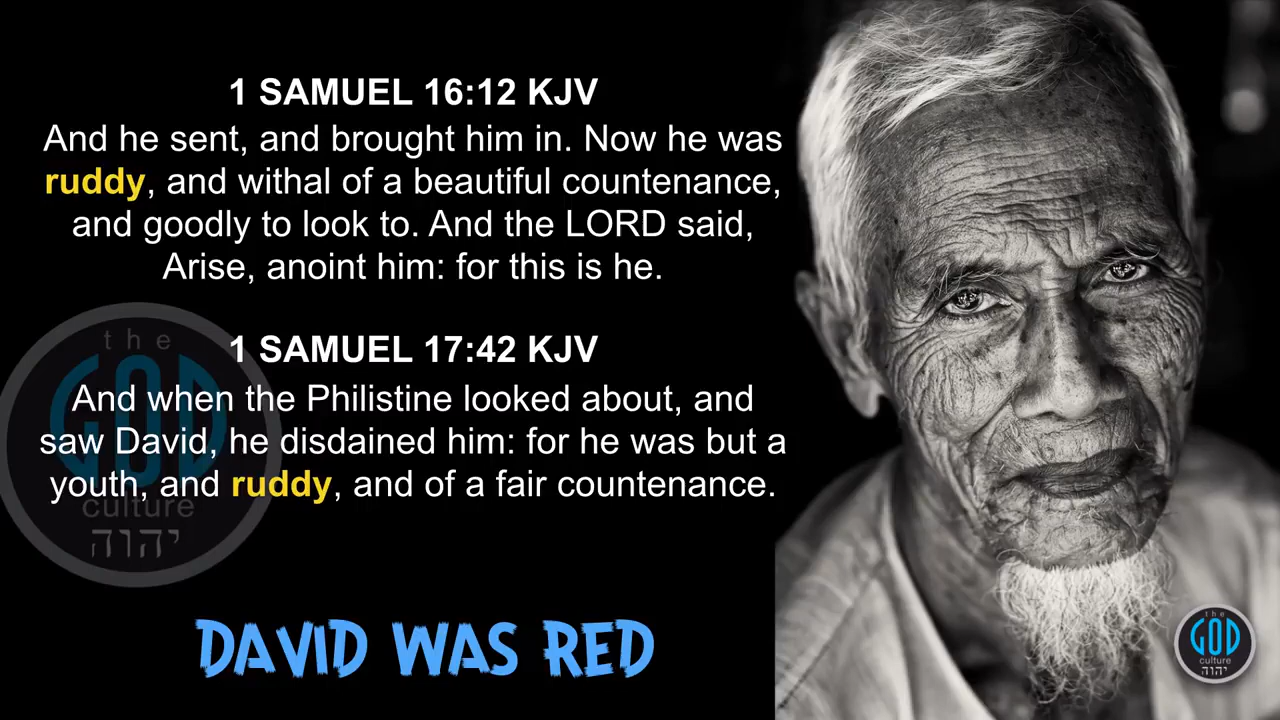 1 SAMUEL 16:12 KJV
And he sent, and brought him in. Now he was
ruddy, and withal of a beautiful countenance,
and goodly to look to. And the LORD said,
Arise, anoint him: for this is he.
1 SAMUEL 17:42 KJV
And when the Philistine looked about, and
saw David, he disdained him: for he was but a
youth, and ruddy, and of a fair countenance.
the
GOD
culture
יהוה
DAVID WAS RED
the
GOD
culture
יהוה